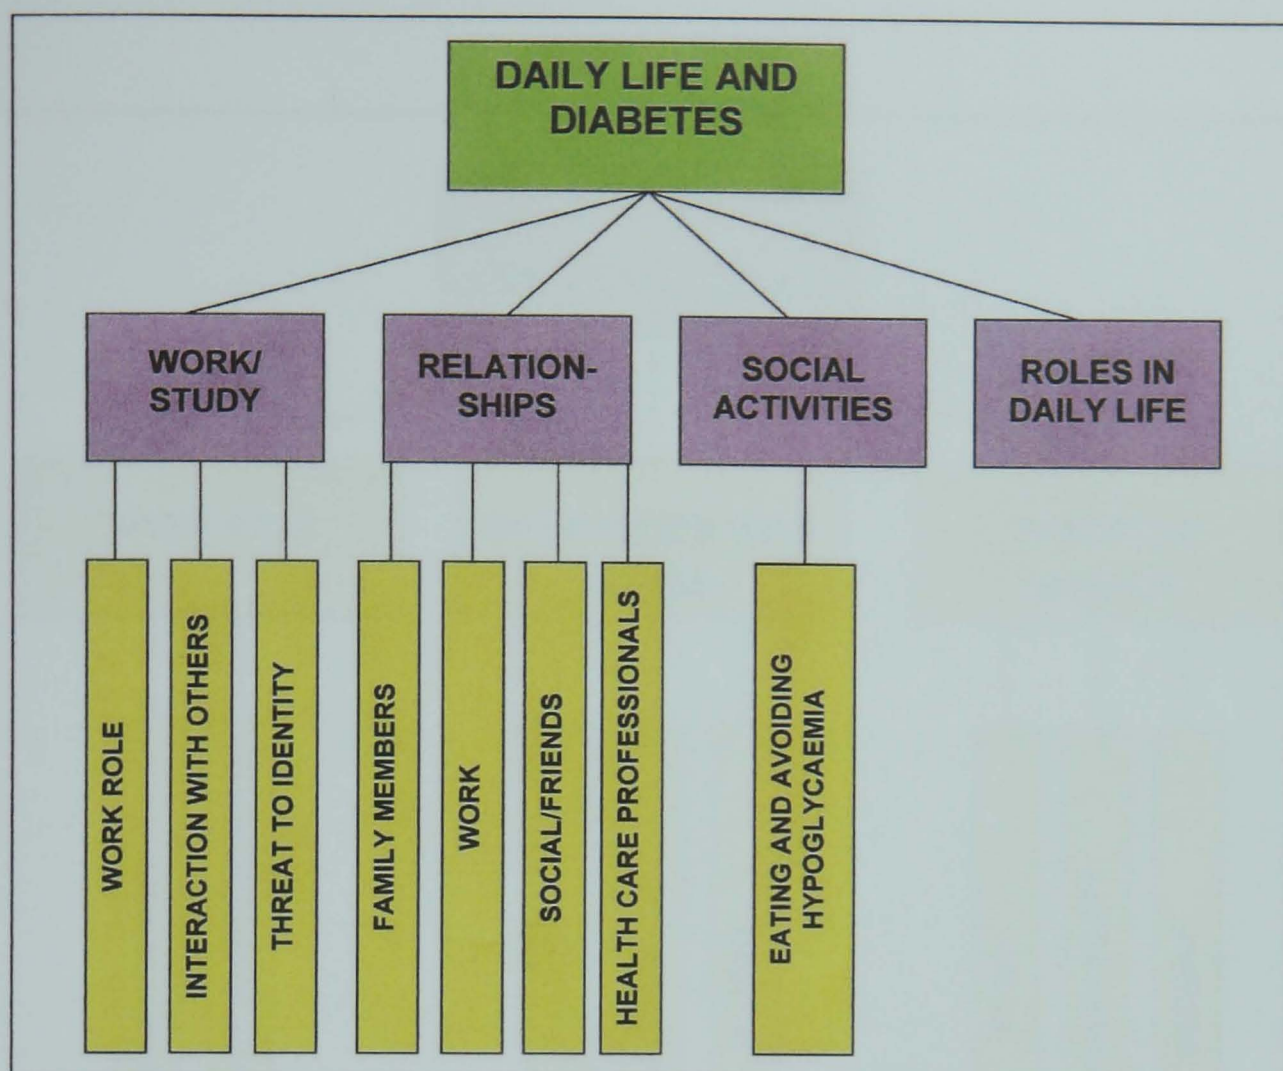 DAILY LIFE AND
DIABETES
WORK/
STUDY
RELATION-
SHIPS
SOCIAL
ACTIVITIES
ROLES IN
DAILY LIFE
WORK ROLE
INTERACTION WITH OTHERS
THREAT TO IDENTITY
FAMILY MEMBERS
WORK
SOCIAL/FRIENDS
HEALTH CARE PROFESSIONALS
EATING AND AVOIDING
HYPOGLYCAEMIA